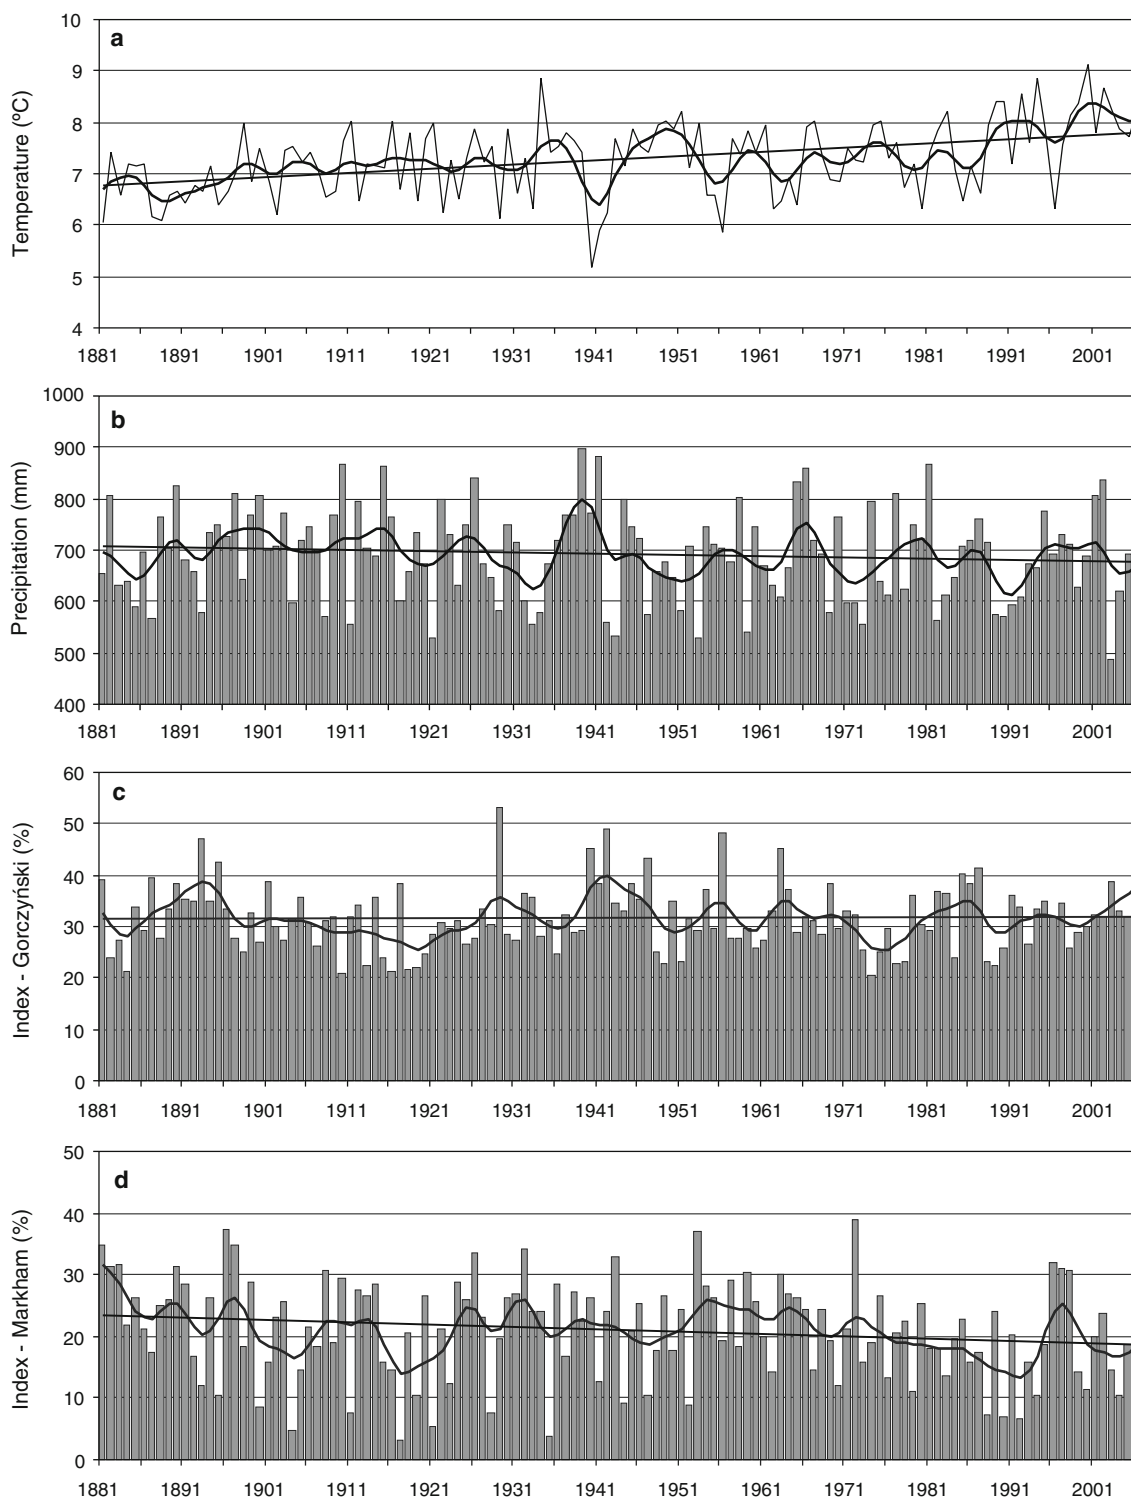 a
Temperature (ºC)
10
9
8
7
6
5
4
1881 1891 1901 1911 1921 1931 1941 1951 1961 1971 1981 1991 2001
b
Precipitation (mm)
1000
900
800
700
600
500
400
1881 1891 1901 1911 1921 1931 1941 1951 1961 1971 1981 1991 2001
c
Index - Gorczyński (%)
60
50
40
30
20
10
0
1881 1891 1901 1911 1921 1931 1941 1951 1961 1971 1981 1991 2001
d
Index - Markham (%)
50
40
30
20
10
0
1881 1891 1901 1911 1921 1931 1941 1951 1961 1971 1981 1991 2001